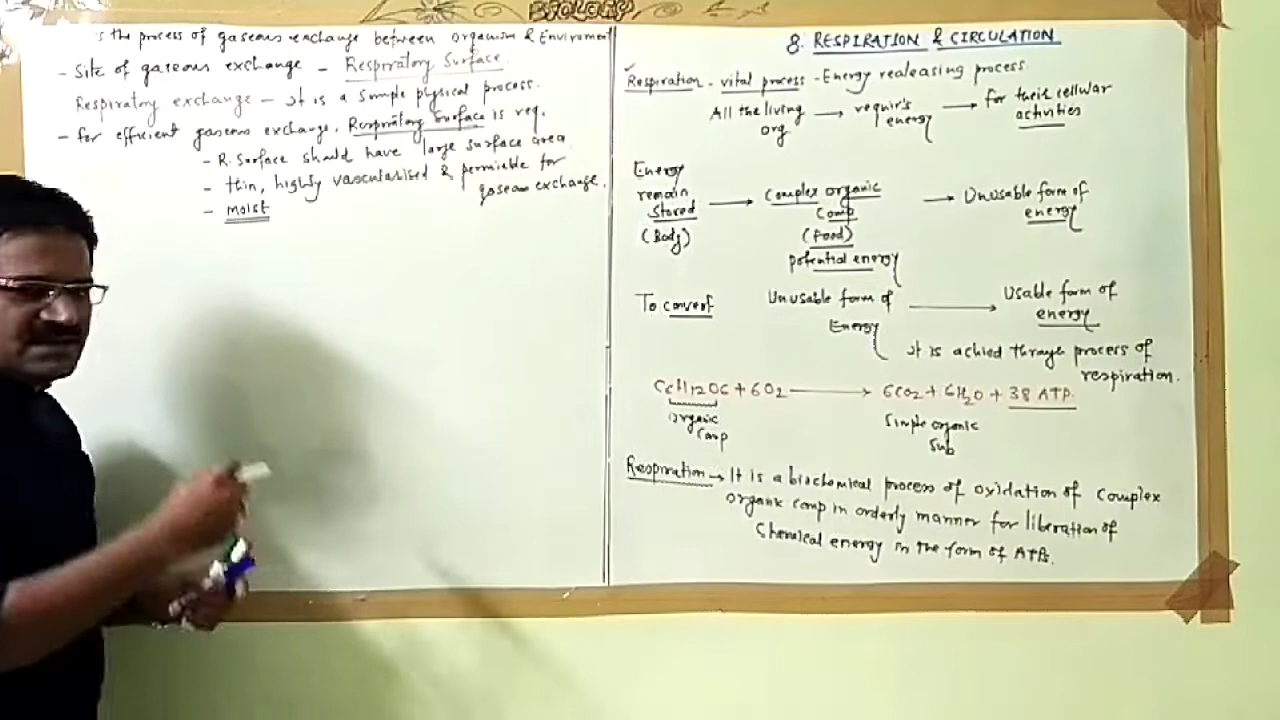 BIOLOGY
is the process of gaseous exchange between organism & Enviroment
- Site of gaseous exchange - Respiratory Surface.
Respiratory exchange - It is a simple physical process.
- for efficient gaseous exchange, Respiratory Surface is req.
- R. Surface should have large surface area
- thin, highly vascularised & permiable for
gaseous exchange.
- moist
8. RESPIRATION & CIRCULATION
Respiration - vital process - Energy realeasing process.
All the living org → requir's energy → for their cellular activities
Energy remain stored (Body) → Complex organic Comp (food) potential energy → Unusable form of energy
To convert Unusable form of Energy → Usable form of energy
it is achied through process of
respiration.
C6H12O6 + 6O2 → 6CO2 + 6H2O + 38 ATP.
organic comp
Simple organic Sub
Respiration → It is a biochemical process of oxidation of complex
organic comp in orderly manner for liberation of
Chemical energy in the form of ATPs.